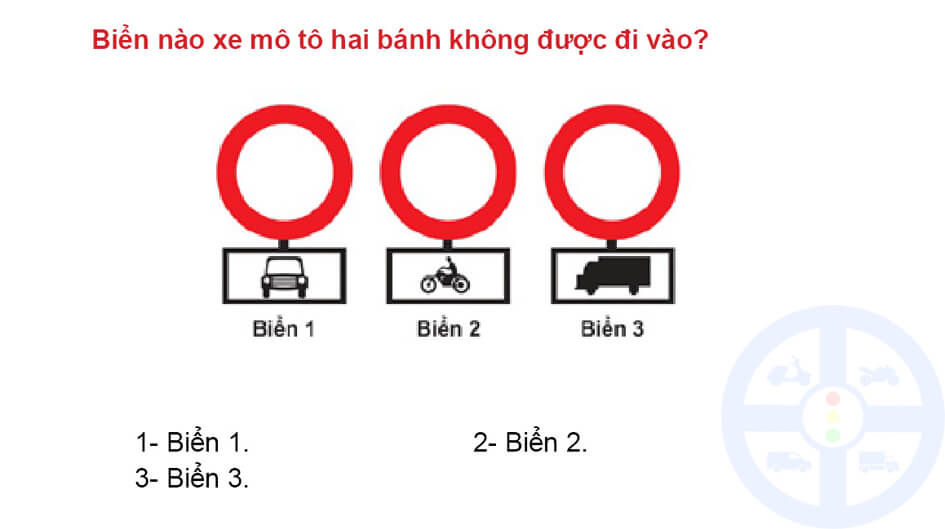 Biển nào xe mô tô hai bánh không được đi vào?
Biển 1 Biển 2 Biển 3
1- Biển 1. 2- Biển 2.
3- Biển 3.